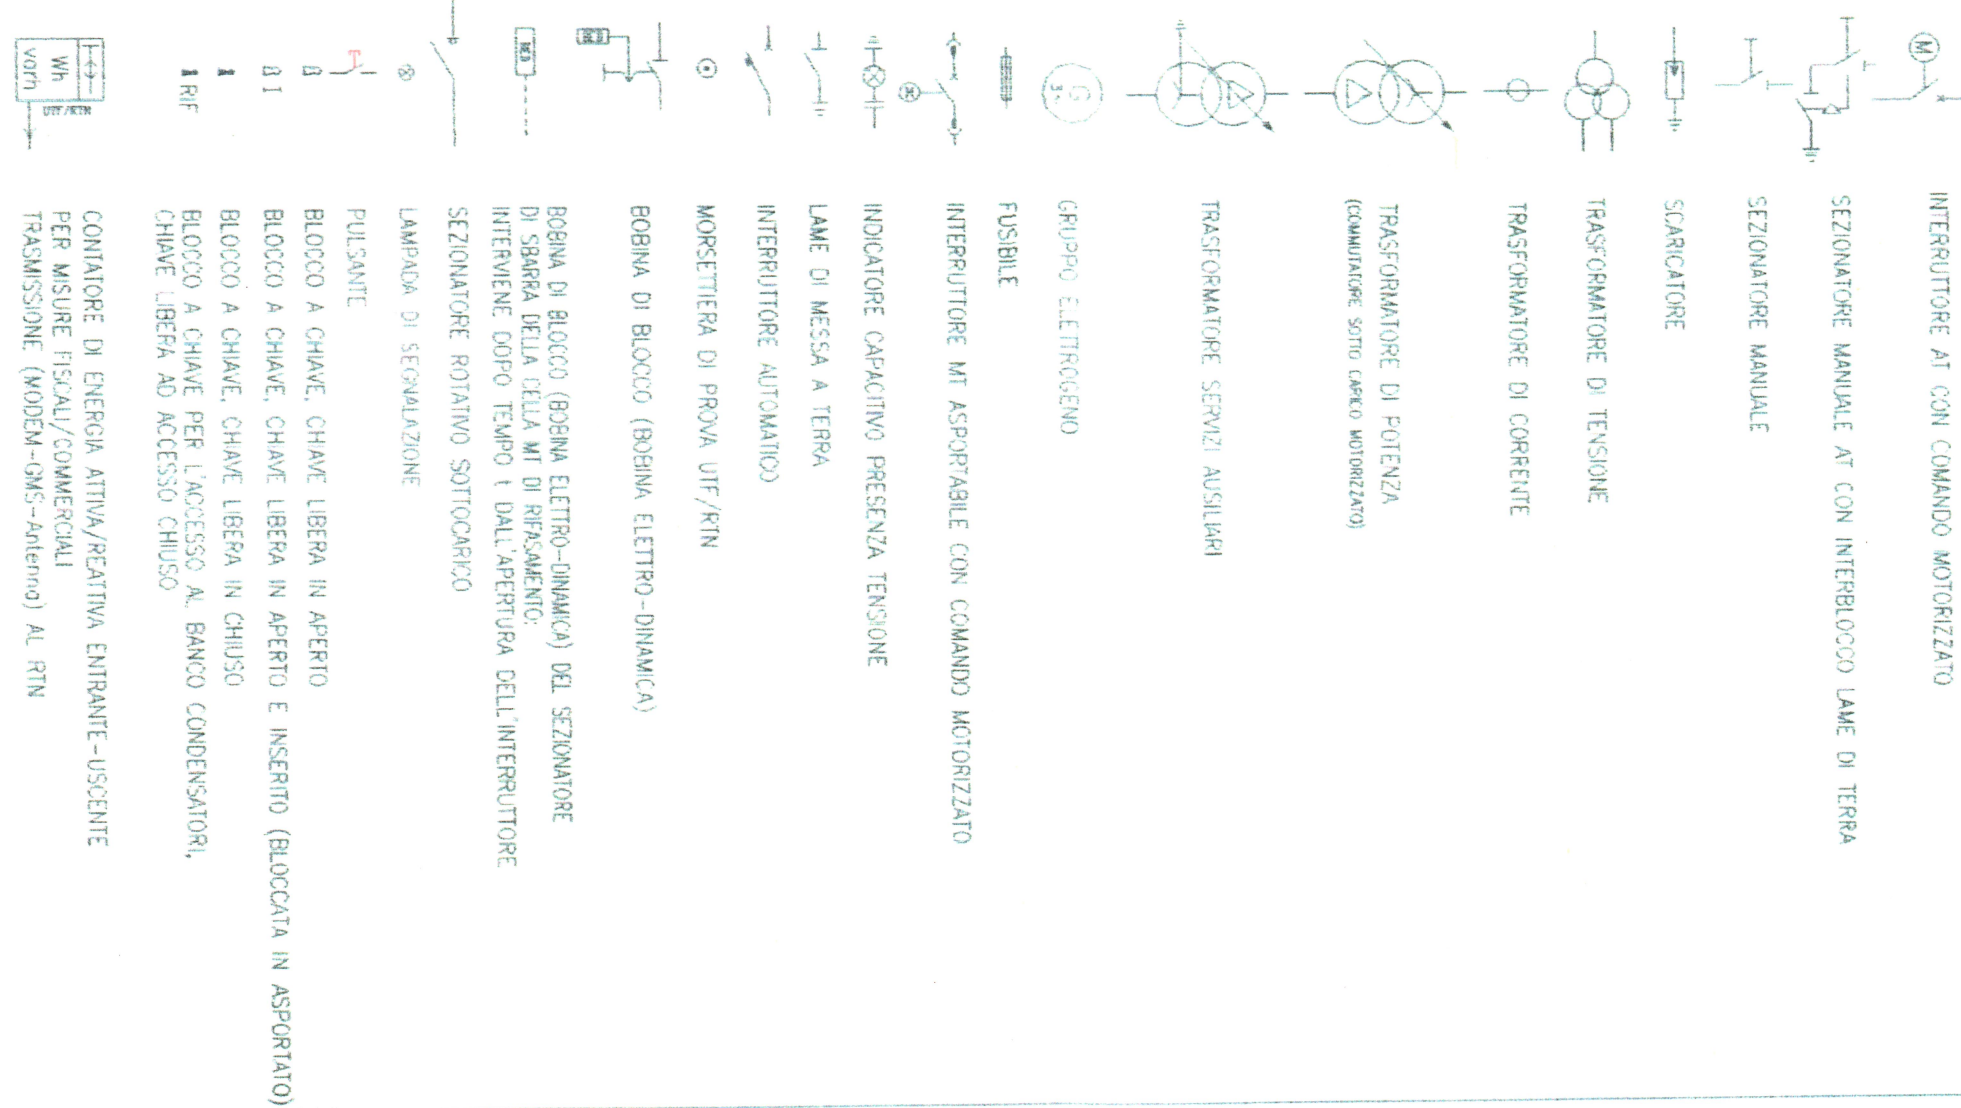 M
INTERRUTTORE AT CON COMANDO MOTORIZZATO
SEZIONATORE MANUALE AT CON INTERBLOCCO LAME DI TERRA
SEZIONATORE MANUALE
SCARICATORE
TRASFORMATORE DI TENSIONE
TRASFORMATORE DI CORRENTE
TRASFORMATORE DI POTENZA
(COMMUTATORE SOTTO CARICO MOTORIZZATO)
TRASFORMATORE SERVIZI AUSILIARI
G
GRUPPO ELETTROGENO
FUSIBILE
M
INTERRUTTORE MT ASPORTABILE CON COMANDO MOTORIZZATO
INDICATORE CAPACITIVO PRESENZA TENSIONE
LAME DI MESSA A TERRA
INTERRUTTORE AUTOMATICO
MORSETTIERA DI PROVA UTF/RTN
BOBINA DI BLOCCO (BOBINA ELETTRO-DINAMICA)
BOBINA DI BLOCCO (BOBINA ELETTRO-DINAMICA) DEL SEZIONATORE
DI SBARRA DELLA CELLA MT DI RIFASAMENTO:
INTERVIENE DOPO TEMPO t DALL'APERTURA DELL'INTERRUTTORE
SEZIONATORE ROTATIVO SOTTOCARICO
LAMPADA DI SEGNALAZIONE
PULSANTE
BLOCCO A CHIAVE, CHIAVE LIBERA IN APERTO
I
BLOCCO A CHIAVE, CHIAVE LIBERA IN APERTO E INSERITO (BLOCCATA IN ASPORTATO)
BLOCCO A CHIAVE, CHIAVE LIBERA IN CHIUSO
RIF
BLOCCO A CHIAVE PER L'ACCESSO AL BANCO CONDENSATORI,
CHIAVE LIBERA AD ACCESSO CHIUSO
Wh
varh
UTF/RTN
CONTATORE DI ENERGIA ATTIVA/REATTIVA ENTRANTE-USCENTE
PER MISURE FISCALI/COMMERCIALI
TRASMISSIONE (MODEM-GMS-Antenna) AL RTN